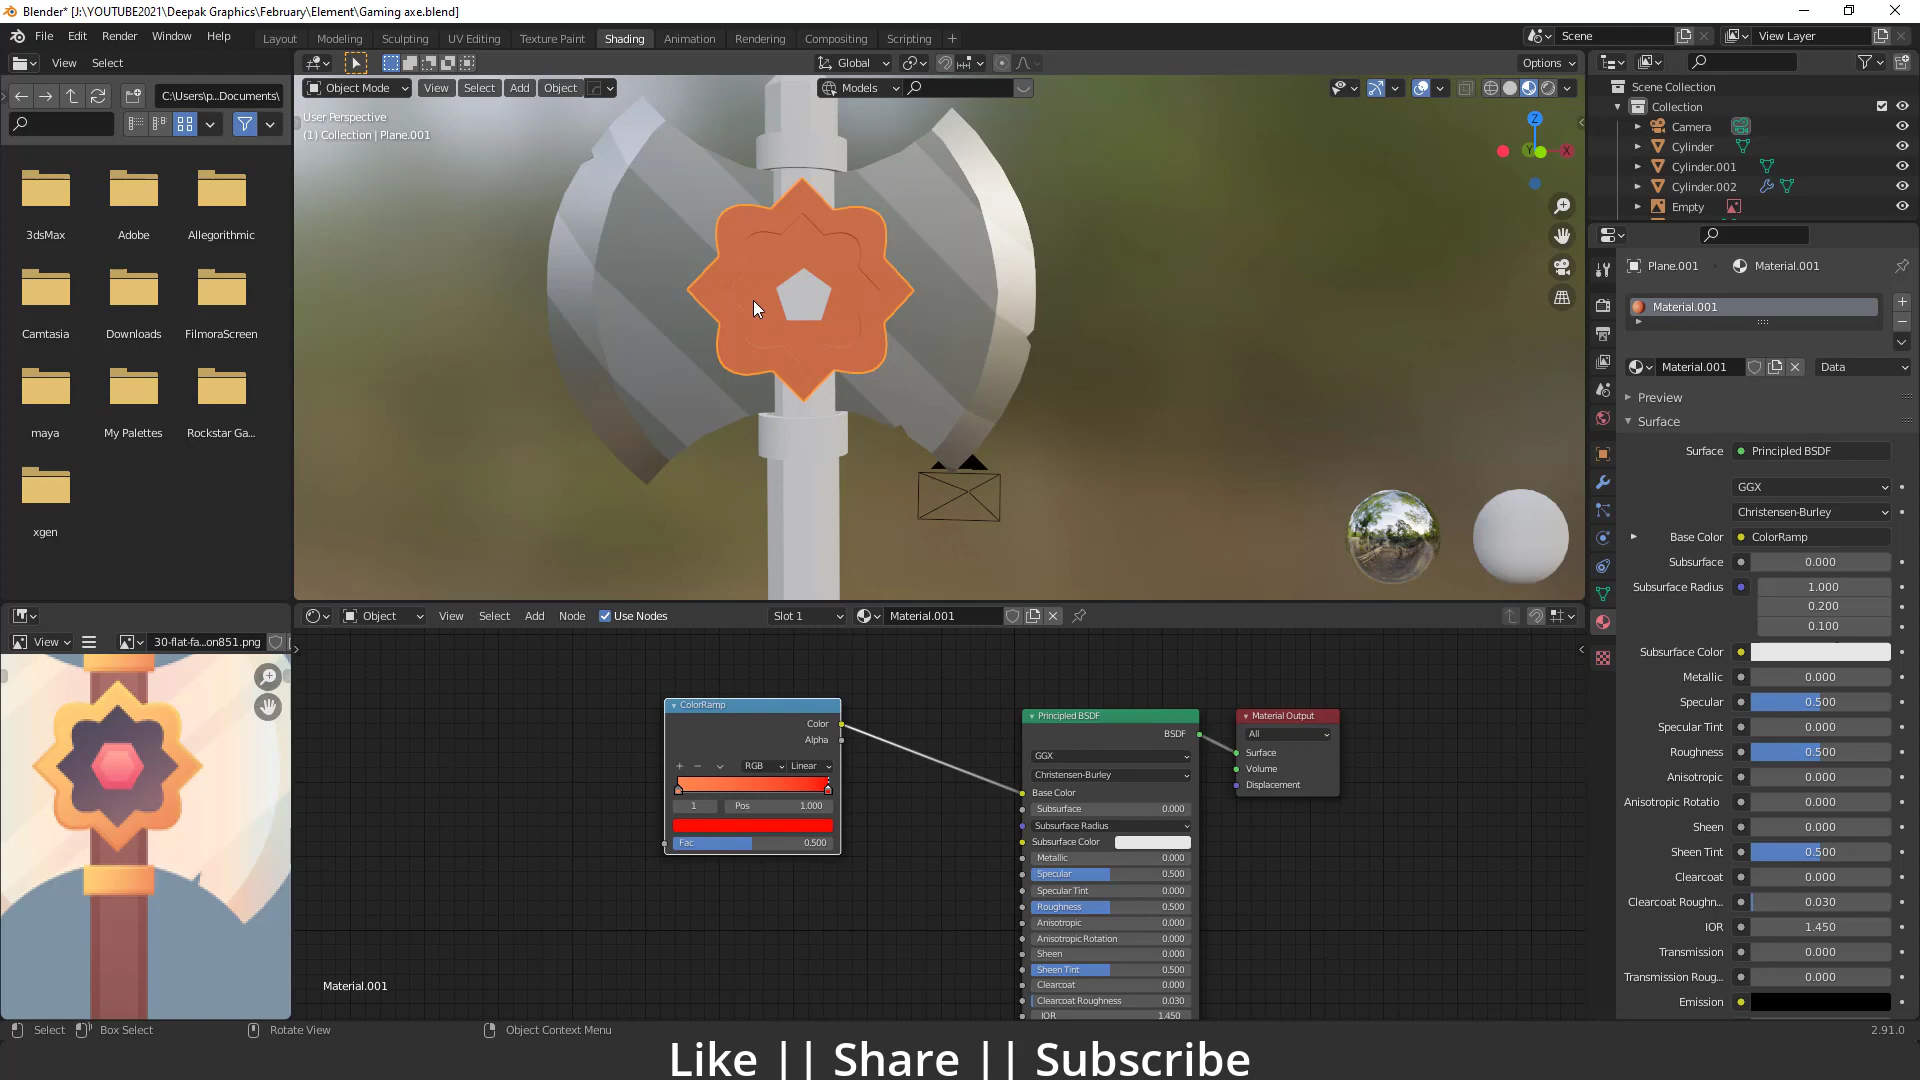 Blender* [J:\YOUTUBE2021\Deepak Graphics\February\Element\Gaming axe.blend]
File Edit Render Window Help
Layout Modeling Sculpting UV Editing Texture Paint Shading Animation Rendering Compositing Scripting
Scene
View Layer
View Select
Global
Options
C:\Users\p...Documents\
Object Mode View Select Add Object
Models
User Perspective
(1) Collection | Plane.001
Z
X
Y
3dsMax Adobe Allegorithmic
Camtasia Downloads FilmoraScreen
maya My Palettes Rockstar Ga...
xgen
Scene Collection
Collection
Camera
Cylinder
Cylinder.001
Cylinder.002
Empty
Plane.001
Material.001
Material.001
Material.001
Data
Preview
Surface
Surface Principled BSDF
GGX
Christensen-Burley
Base Color ColorRamp
Subsurface 0.000
Subsurface Radius 1.000
0.200
0.100
Subsurface Color
Metallic 0.000
Specular 0.500
Specular Tint 0.000
Roughness 0.500
Anisotropic 0.000
Anisotropic Rotatio 0.000
Sheen 0.000
Sheen Tint 0.500
Clearcoat 0.000
Clearcoat Roughn... 0.030
IOR 1.450
Transmission 0.000
Transmission Roug... 0.000
Emission
View
30-flat-fa...on851.png
Object View Select Add Node Use Nodes
Slot 1
Material.001
ColorRamp
Color
Alpha
RGB Linear
1 Pos 1.000
Fac 0.500
Principled BSDF
BSDF
GGX
Christensen-Burley
Base Color
Subsurface 0.000
Subsurface Radius
Subsurface Color
Metallic 0.000
Specular 0.500
Specular Tint 0.000
Roughness 0.500
Anisotropic 0.000
Anisotropic Rotation 0.000
Sheen 0.000
Sheen Tint 0.500
Clearcoat 0.000
Clearcoat Roughness 0.030
IOR 1.450
Material Output
All
Surface
Volume
Displacement
Material.001
Select Box Select Rotate View Object Context Menu
2.91.0
Like || Share || Subscribe